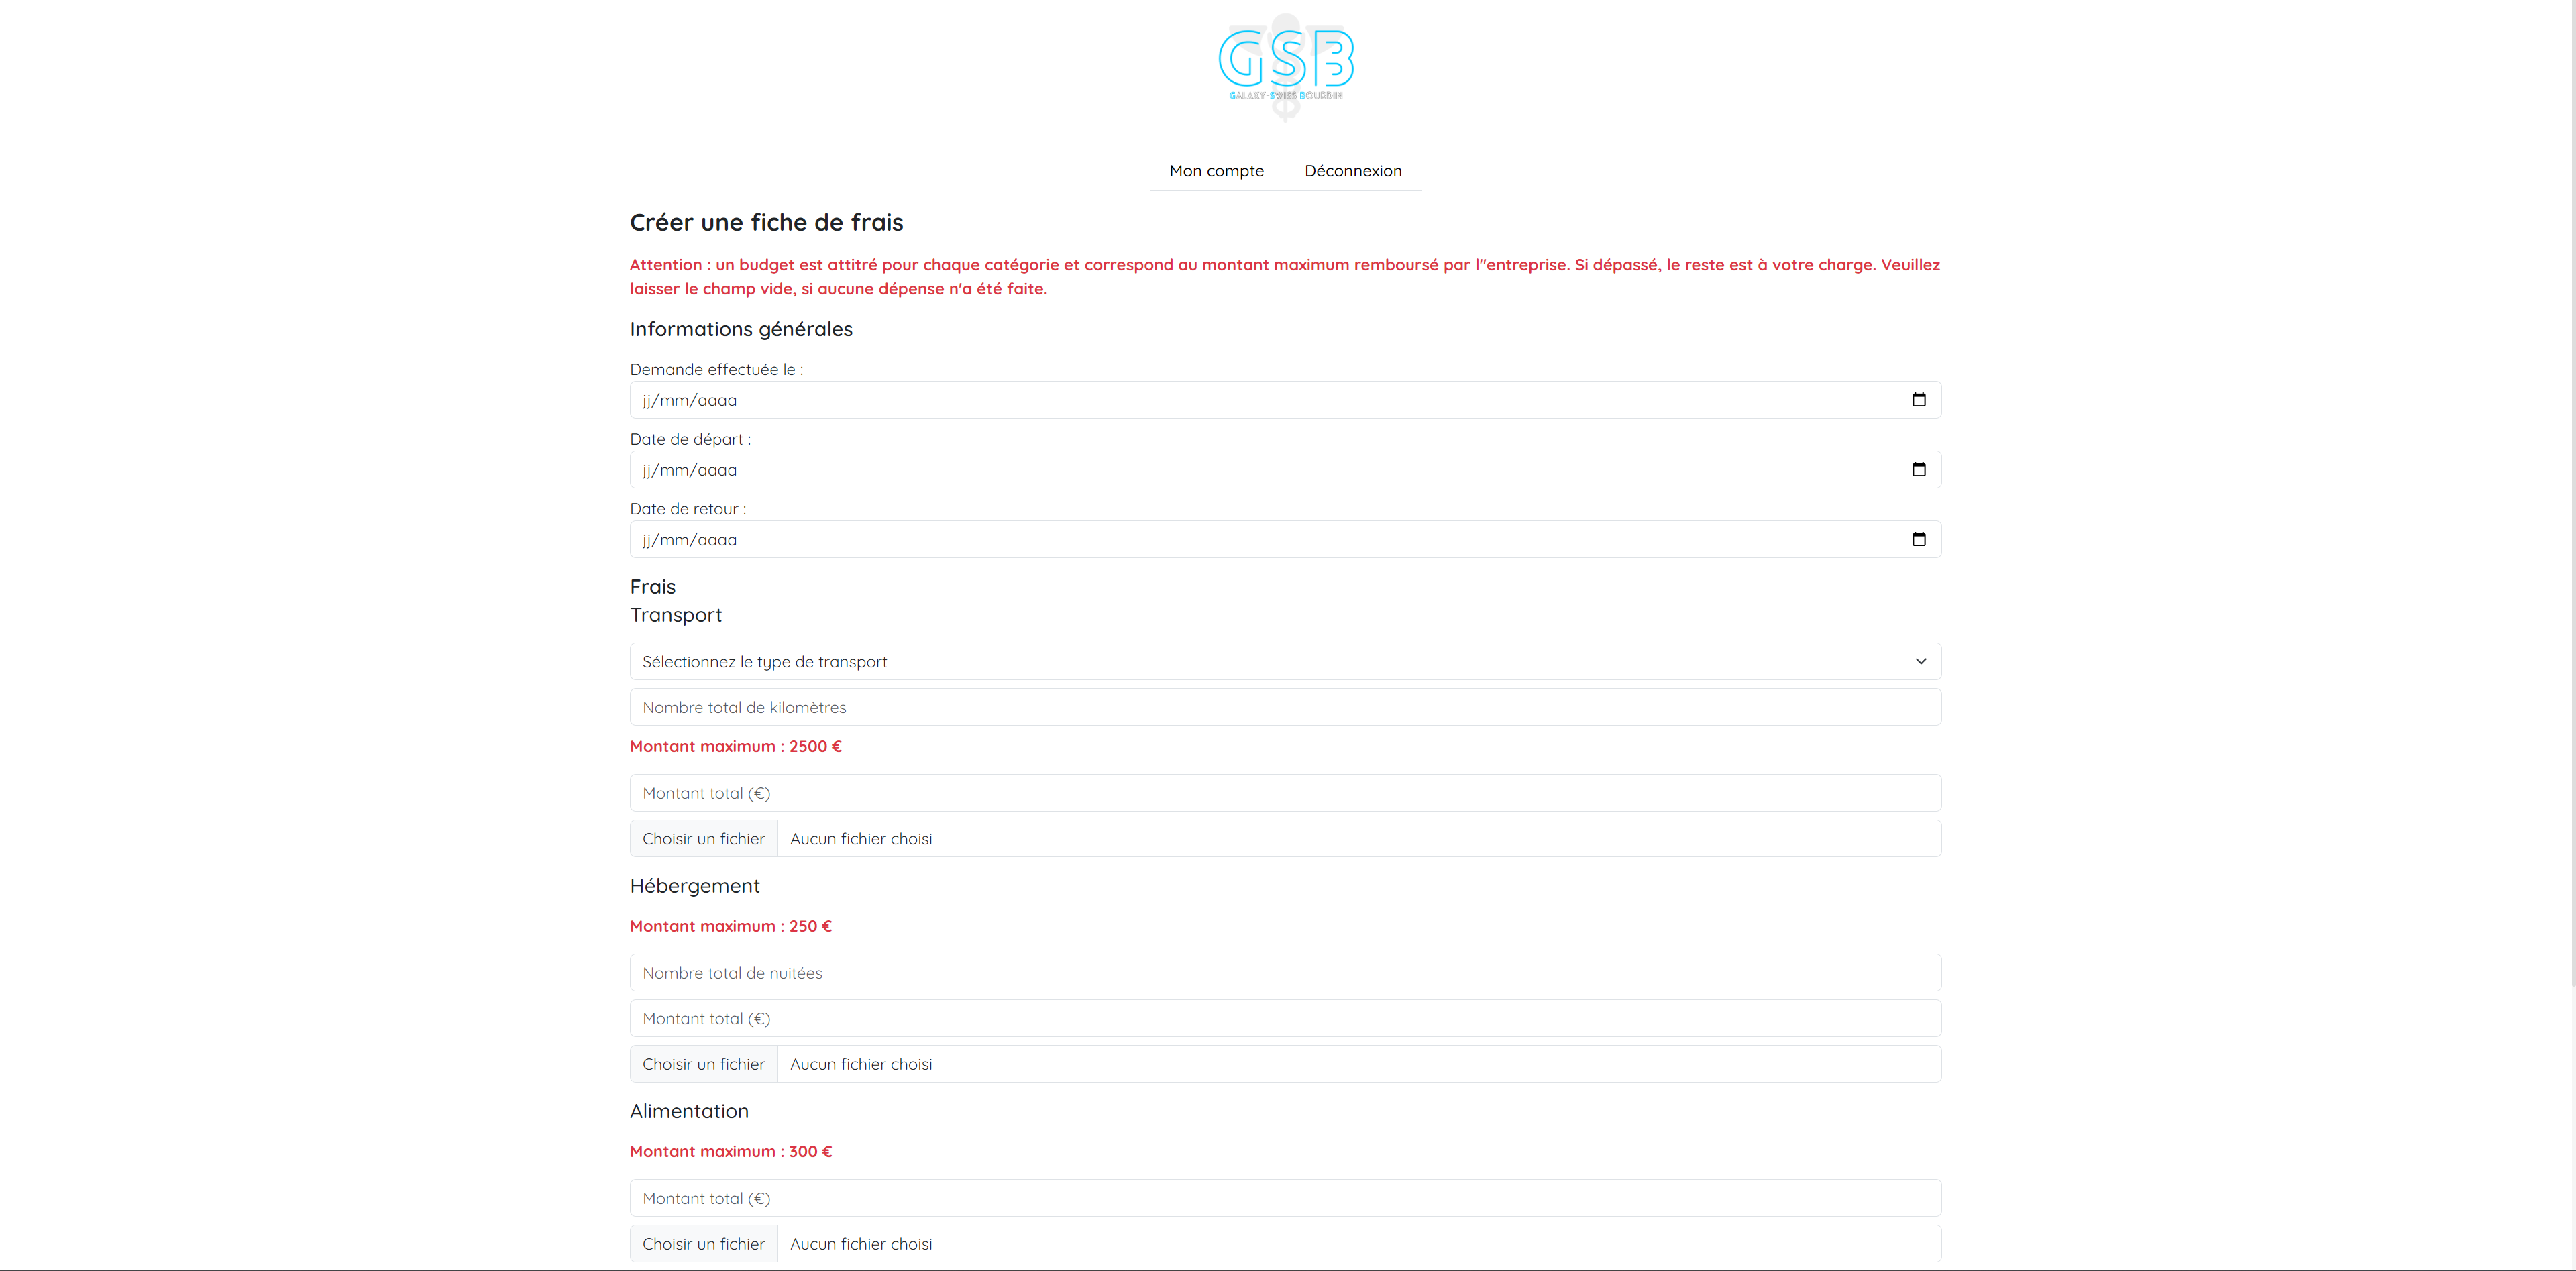 GSB
GALAXY-SWISS BOURDIN
Mon compte Déconnexion
Créer une fiche de frais
Attention : un budget est attitré pour chaque catégorie et correspond au montant maximum remboursé par l''entreprise. Si dépassé, le reste est à votre charge. Veuillez
laisser le champ vide, si aucune dépense n'a été faite.
Informations générales
Demande effectuée le :
jj/mm/aaaa
Date de départ :
jj/mm/aaaa
Date de retour :
jj/mm/aaaa
Frais
Transport
Sélectionnez le type de transport
Nombre total de kilomètres
Montant maximum : 2500 €
Montant total (€)
Choisir un fichier Aucun fichier choisi
Hébergement
Montant maximum : 250 €
Nombre total de nuitées
Montant total (€)
Choisir un fichier Aucun fichier choisi
Alimentation
Montant maximum : 300 €
Montant total (€)
Choisir un fichier Aucun fichier choisi